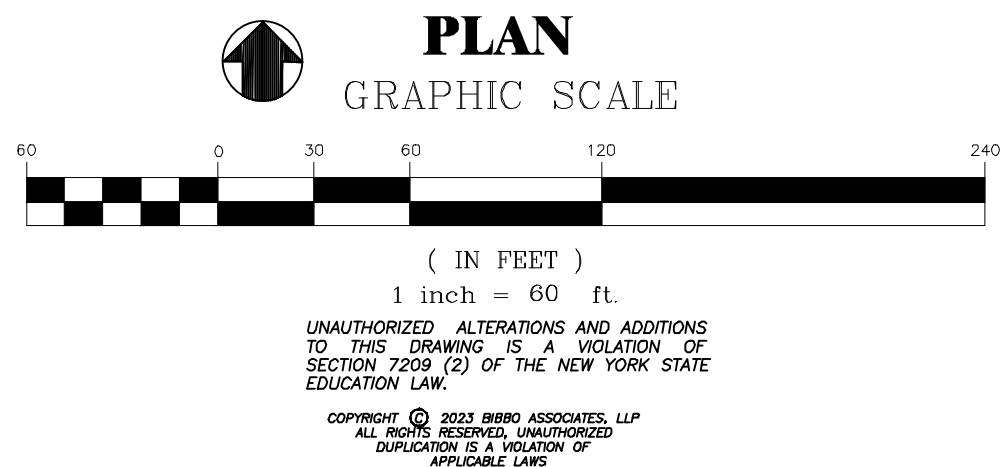 PLAN
GRAPHIC SCALE
60 0 30 60 120 240
( IN FEET )
1 inch = 60 ft.
UNAUTHORIZED ALTERATIONS AND ADDITIONS
TO THIS DRAWING IS A VIOLATION OF
SECTION 7209 (2) OF THE NEW YORK STATE
EDUCATION LAW.
COPYRIGHT © 2023 BIBBO ASSOCIATES, LLP
ALL RIGHTS RESERVED, UNAUTHORIZED
DUPLICATION IS A VIOLATION OF
APPLICABLE LAWS